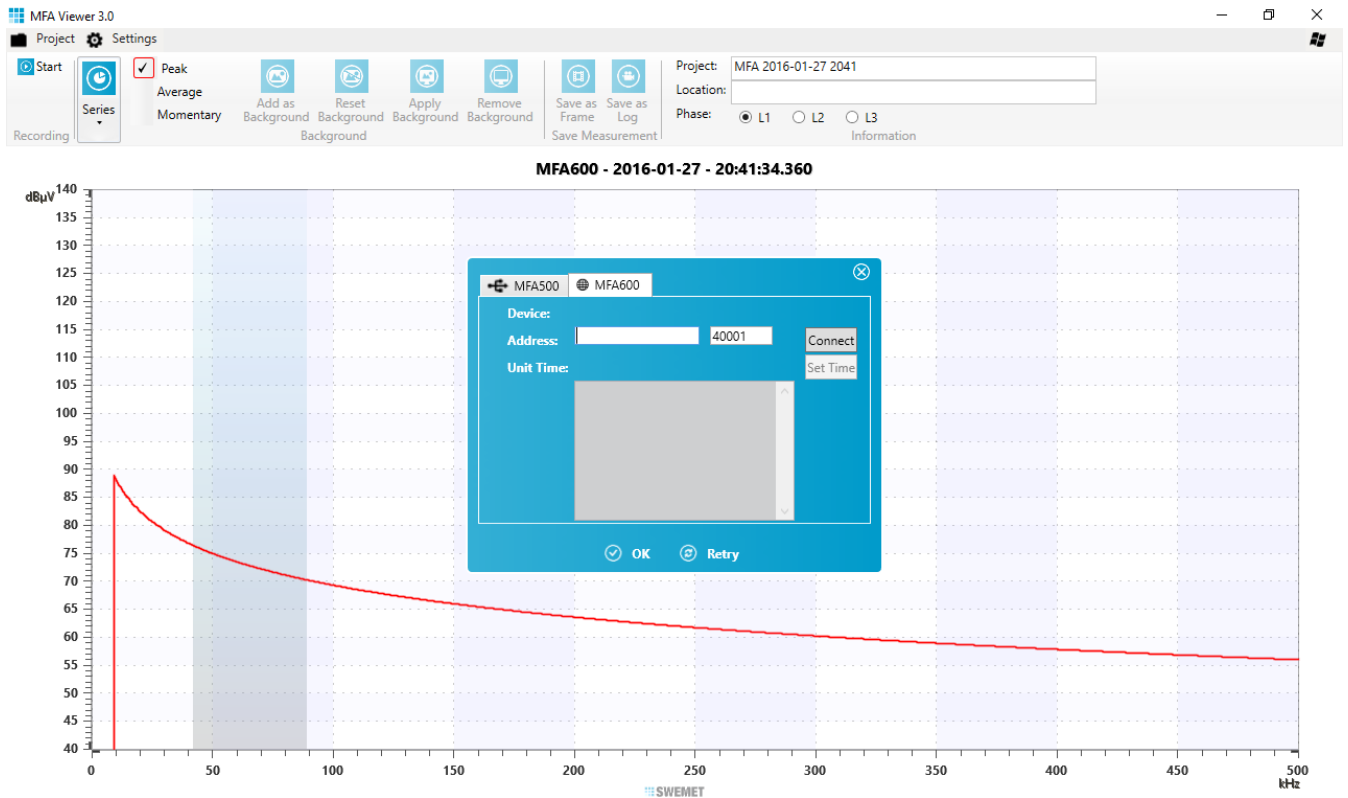 MFA Viewer 3.0
Project Settings
Start
Series
Recording
Peak
Average
Momentary
Add as Background
Reset Background
Apply Background
Remove Background
Background
Save as Frame
Save as Log
Save Measurement
Project: MFA 2016-01-27 2041
Location:
Phase: L1 L2 L3
Information
MFA600 - 2016-01-27 - 20:41:34.360
dBµV
140
135
130
125
120
115
110
105
100
95
90
85
80
75
70
65
60
55
50
45
40
MFA500 MFA600
Device:
Address: 40001 Connect
Unit Time: Set Time
OK Retry
0 50 100 150 200 250 300 350 400 450 500
kHz
SWEMET